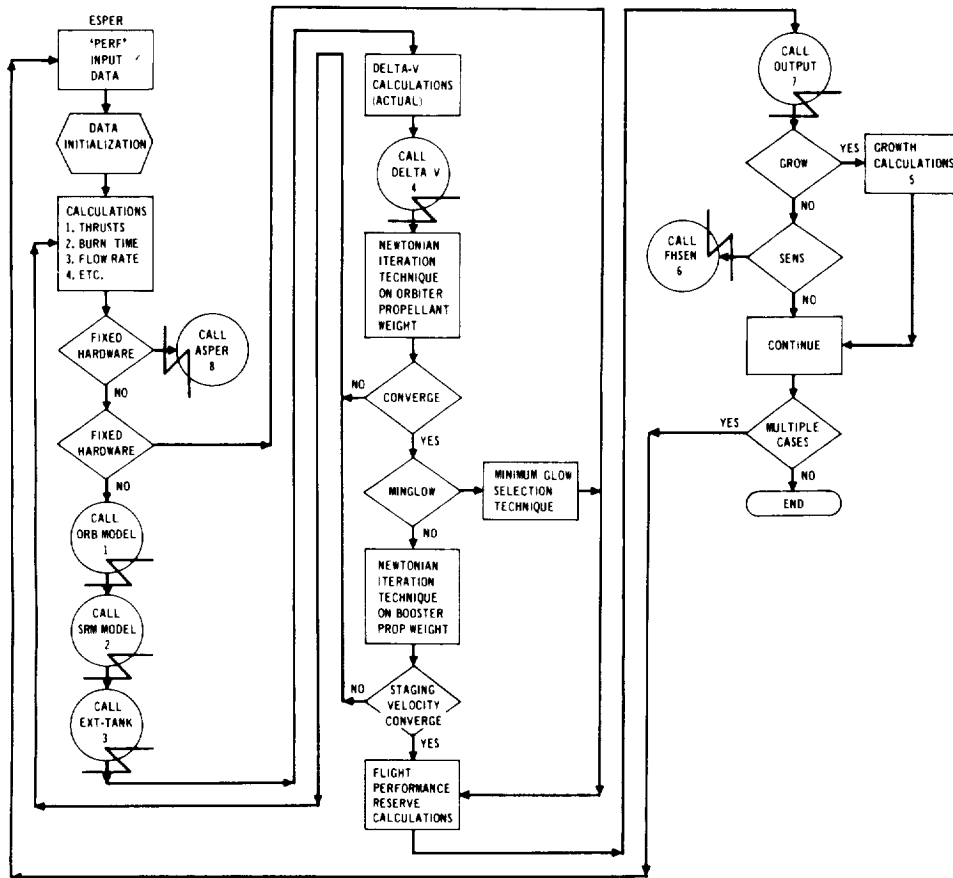 ESPER
'PERF'
INPUT
DATA
DATA
INITIALIZATION
CALCULATIONS
1. THRUSTS
2. BURN TIME
3. FLOW RATE
4. ETC.
FIXED
HARDWARE
CALL
ASPER
8
NO
FIXED
HARDWARE
NO
CALL
ORB MODEL
1
CALL
SRM MODEL
2
CALL
EXT-TANK
3
DELTA-V
CALCULATIONS
(ACTUAL)
CALL
DELTA V
4
NEWTONIAN
ITERATION
TECHNIQUE
ON ORBITER
PROPELLANT
WEIGHT
NO
CONVERGE
YES
MINGLOW
MINIMUM GLOW
SELECTION
TECHNIQUE
NO
NEWTONIAN
ITERATION
TECHNIQUE
ON BOOSTER
PROP WEIGHT
NO
STAGING
VELOCITY
CONVERGE
YES
FLIGHT
PERFORMANCE
RESERVE
CALCULATIONS
CALL
OUTPUT
7
GROW
YES
GROWTH
CALCULATIONS
5
NO
CALL
FHSEN
6
SENS
NO
CONTINUE
YES
MULTIPLE
CASES
NO
END